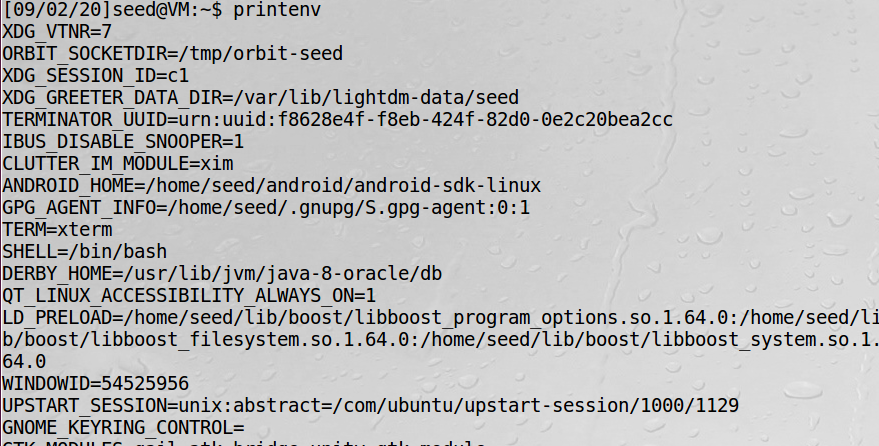 [09/02/20]seed@VM:~$ printenv
XDG_VTNR=7
ORBIT_SOCKETDIR=/tmp/orbit-seed
XDG_SESSION_ID=c1
XDG_GREETER_DATA_DIR=/var/lib/lightdm-data/seed
TERMINATOR_UUID=urn:uuid:f8628e4f-f8eb-424f-82d0-0e2c20bea2cc
IBUS_DISABLE_SNOOPER=1
CLUTTER_IM_MODULE=xim
ANDROID_HOME=/home/seed/android/android-sdk-linux
GPG_AGENT_INFO=/home/seed/.gnupg/S.gpg-agent:0:1
TERM=xterm
SHELL=/bin/bash
DERBY_HOME=/usr/lib/jvm/java-8-oracle/db
QT_LINUX_ACCESSIBILITY_ALWAYS_ON=1
LD_PRELOAD=/home/seed/lib/boost/libboost_program_options.so.1.64.0:/home/seed/li
b/boost/libboost_filesystem.so.1.64.0:/home/seed/lib/boost/libboost_system.so.1.
64.0
WINDOWID=54525956
UPSTART_SESSION=unix:abstract=/com/ubuntu/upstart-session/1000/1129
GNOME_KEYRING_CONTROL=